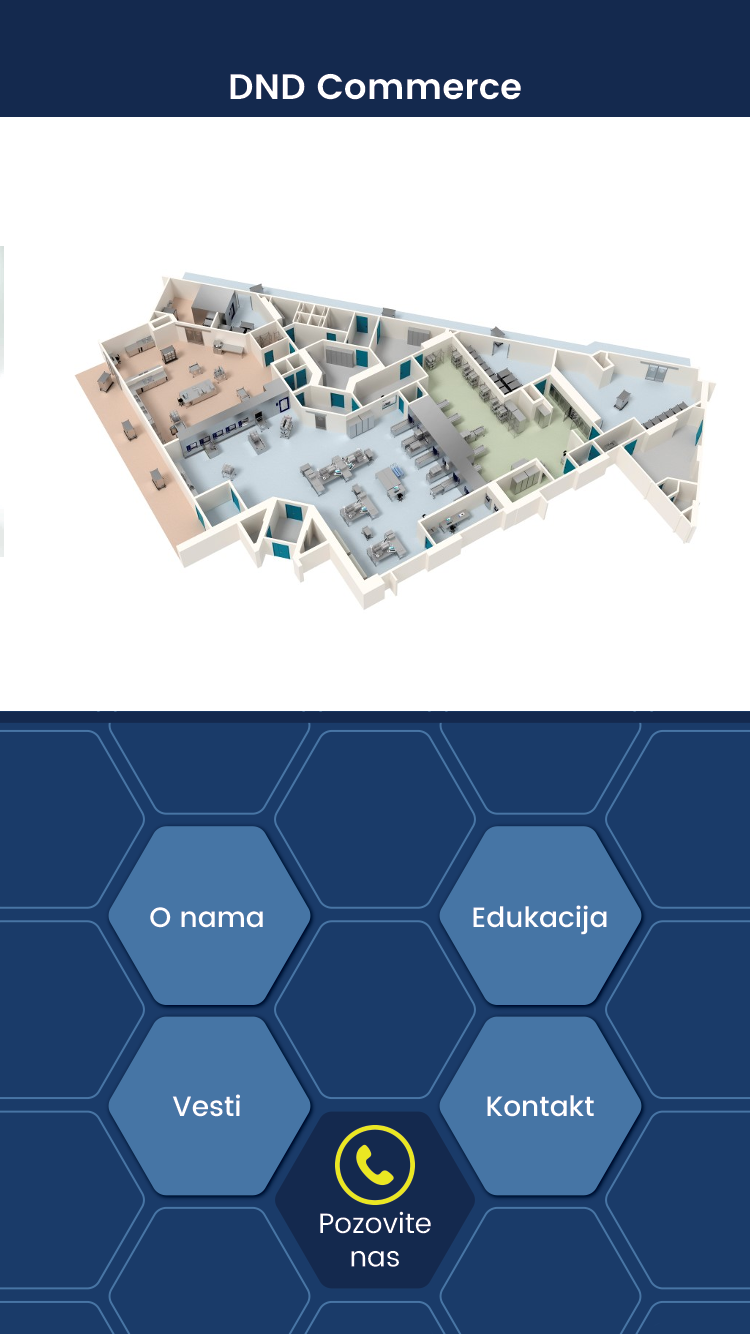 DND Commerce
O nama
Edukacija
Vesti
Kontakt
Pozovite
nas